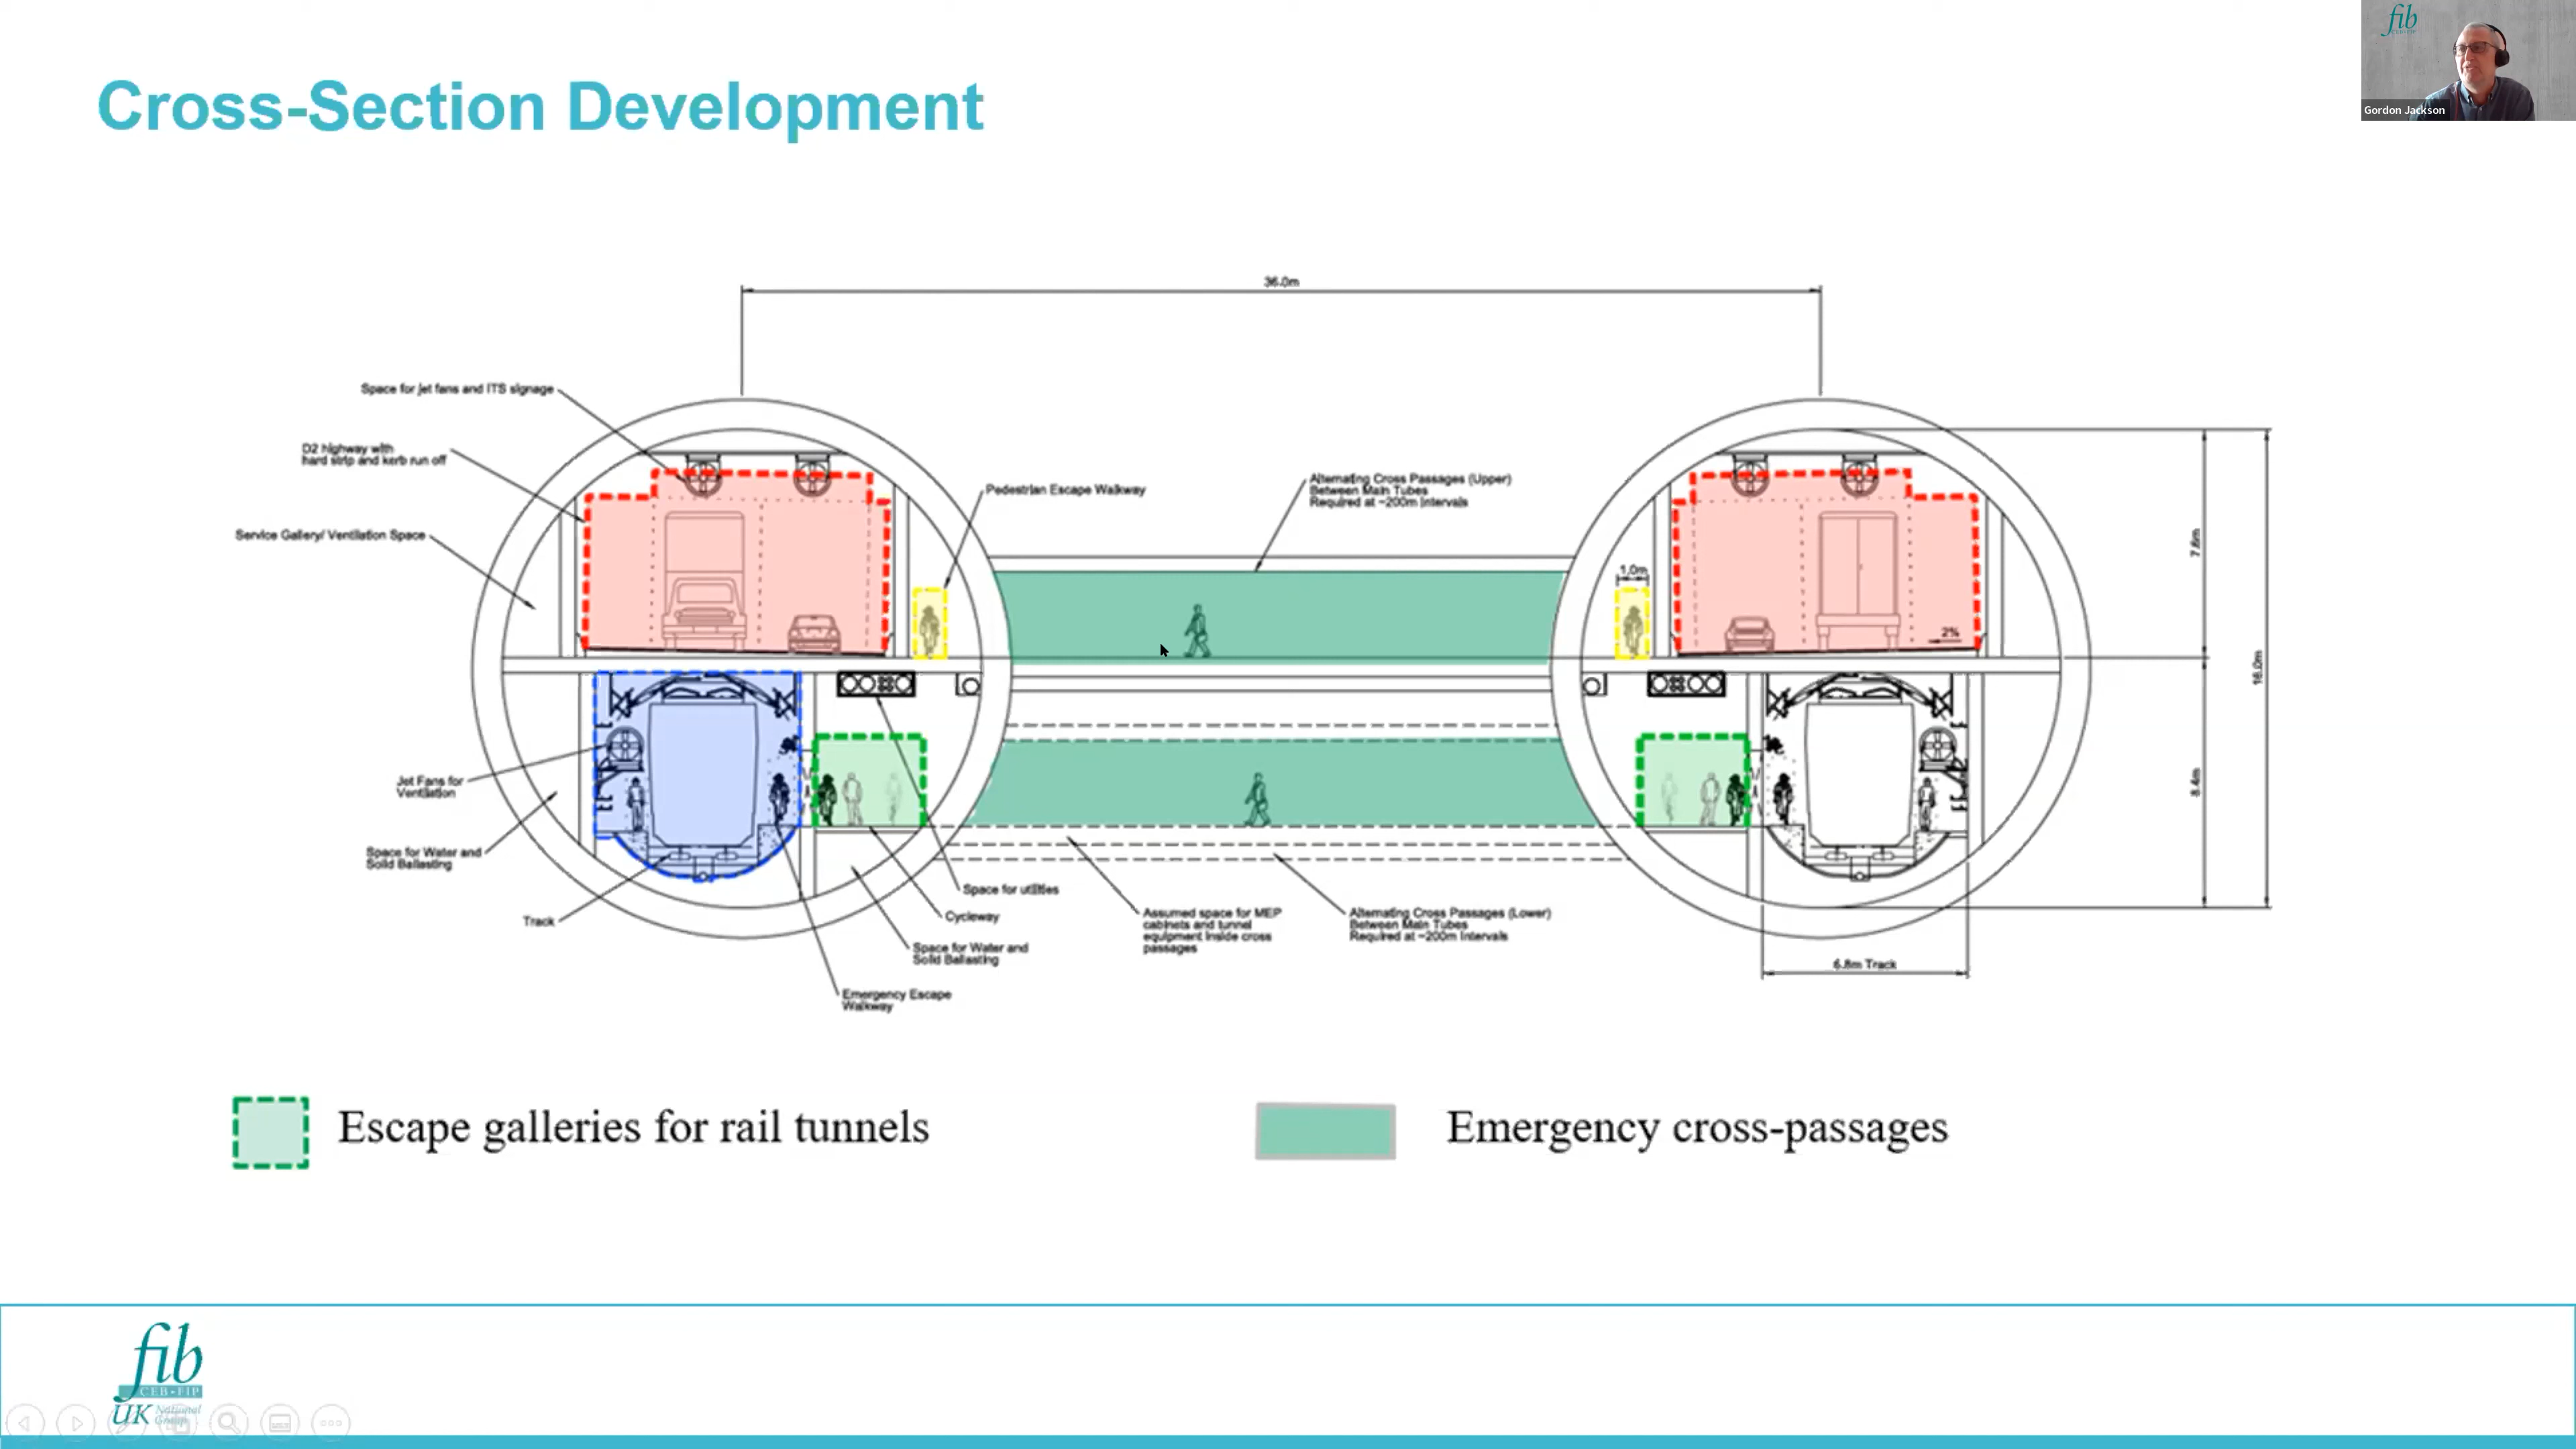 fib
Gordon Jackson
Cross-Section Development
36.0m
Space for jet fans and ITS signage
D2 highway with
hard strip and kerb run off
Service Gallery/ Ventilation Space
Pedestrian Escape Walkway
Alternating Cross Passages (Upper)
Between Main Tubes
Required at ~200m Intervals
1.0m
2%
7.6m
16.0m
8.4m
Jet Fans for
Ventilation
Space for Water and
Solid Ballasting
Track
Space for utilities
Cycleway
Space for Water and
Solid Ballasting
Emergency Escape
Walkway
Assumed space for MEP
cabinets and tunnel
equipment inside cross
passages
Alternating Cross Passages (Lower)
Between Main Tubes
Required at ~200m Intervals
6.8m Track
Escape galleries for rail tunnels
Emergency cross-passages
fib
CEB-FIP
UK National
Group